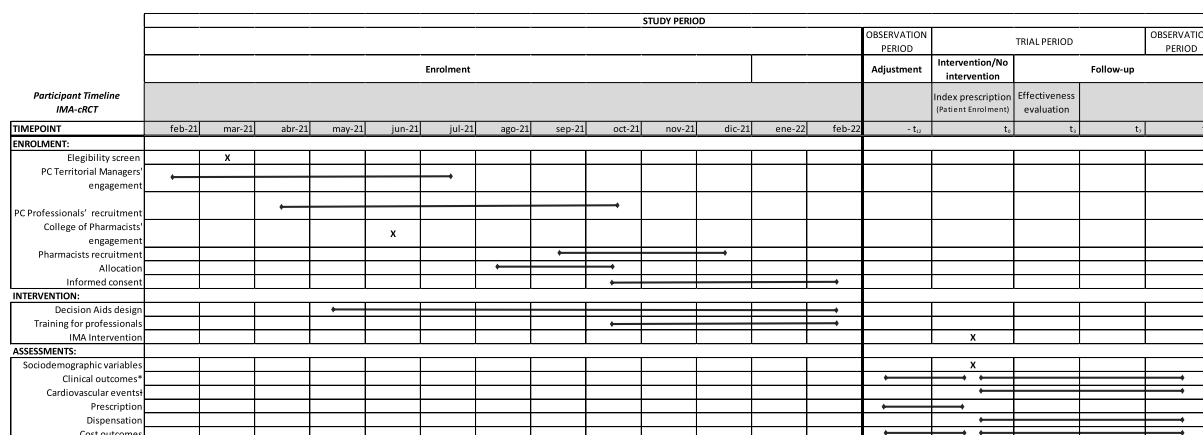 STUDY PERIOD
OBSERVATION PERIOD
TRIAL PERIOD
PERIOD
Enrolment
Adjustment
Intervention/No intervention
Follow-up
Participant Timeline
IMA-cRCT
Index prescription
(Patient Enrolment)
Effectiveness evaluation
TIMEPOINT feb-21 mar-21 abr-21 may-21 jun-21 jul-21 ago-21 sep-21 oct-21 nov-21 dic-21 ene-22 feb-22
ENROLMENT:
Elegibility screen X
PC Territorial Managers'
engagement
PC Professionals' recruitment
College of Pharmacists'
engagement X
Pharmacists recruitment
Allocation
Informed consent
INTERVENTION:
Decision Aids design
Training for professionals
IMA Intervention X
ASSESSMENTS:
Sociodemographic variables X
Clinical outcomes*
Cardiovascular events
Prescription
Dispensation
Cost outcomes